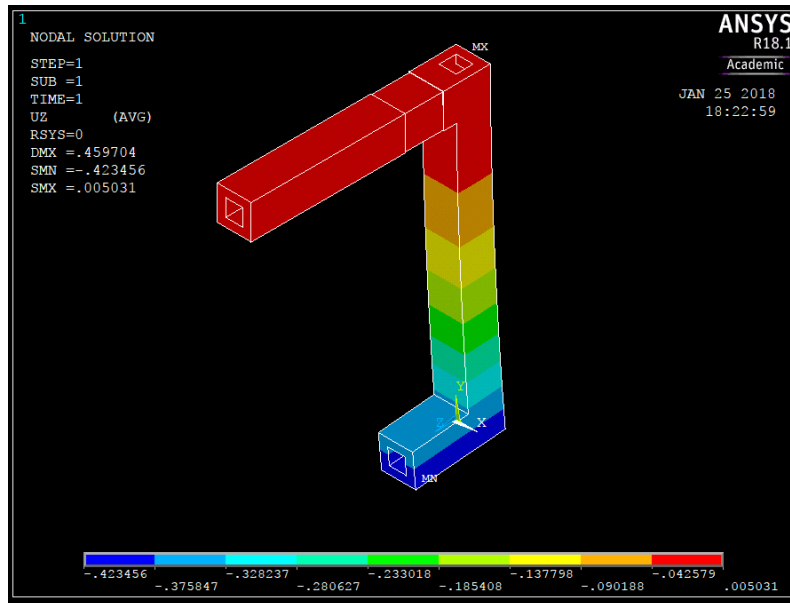 1
NODAL SOLUTION
STEP=1
SUB =1
TIME=1
UZ (AVG)
RSYS=0
DMX =.459704
SMN =-.423456
SMX =.005031
ANSYS
R18.1
Academic
JAN 25 2018
18:22:59
MX
Y
Z
X
MN
-.423456 -.328237 -.233018 -.137798 -.042579
-.375847 -.280627 -.185408 -.090188 .005031